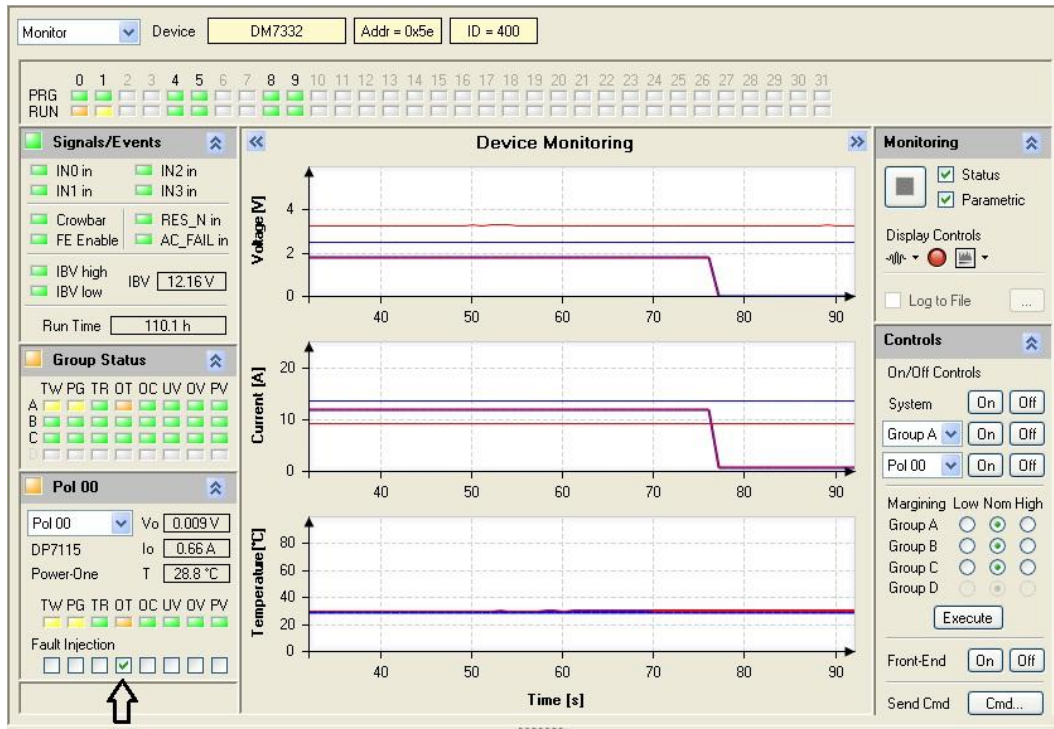 Monitor Device DM7332 Addr = 0x5e ID = 400
0 1 2 3 4 5 6 7 8 9 10 11 12 13 14 15 16 17 18 19 20 21 22 23 24 25 26 27 28 29 30 31
PRG
RUN
Signals/Events
IN0 in IN2 in
IN1 in IN3 in
Crowbar RES_N in
FE Enable AC_FAIL in
IBV high
IBV low
IBV 12.16 V
Run Time 110.1 h
Group Status
TW PG TR OT OC UV OV PV
A
B
C
D
Pol 00
Pol 00 Vo 0.009 V
DP7115 Io 0.66 A
Power-One T 28.8 °C
TW PG TR OT OC UV OV PV
Fault Injection
Device Monitoring
Voltage [V]
4
2
0
40 50 60 70 80 90
Current [A]
20
10
0
40 50 60 70 80 90
Temperature [°C]
80
60
40
20
0
40 50 60 70 80 90
Time [s]
Monitoring
Status
Parametric
Display Controls
Log to File ...
Controls
On/Off Controls
System On Off
Group A On Off
Pol 00 On Off
Margining Low Nom High
Group A
Group B
Group C
Group D
Execute
Front-End On Off
Send Cmd Cmd...